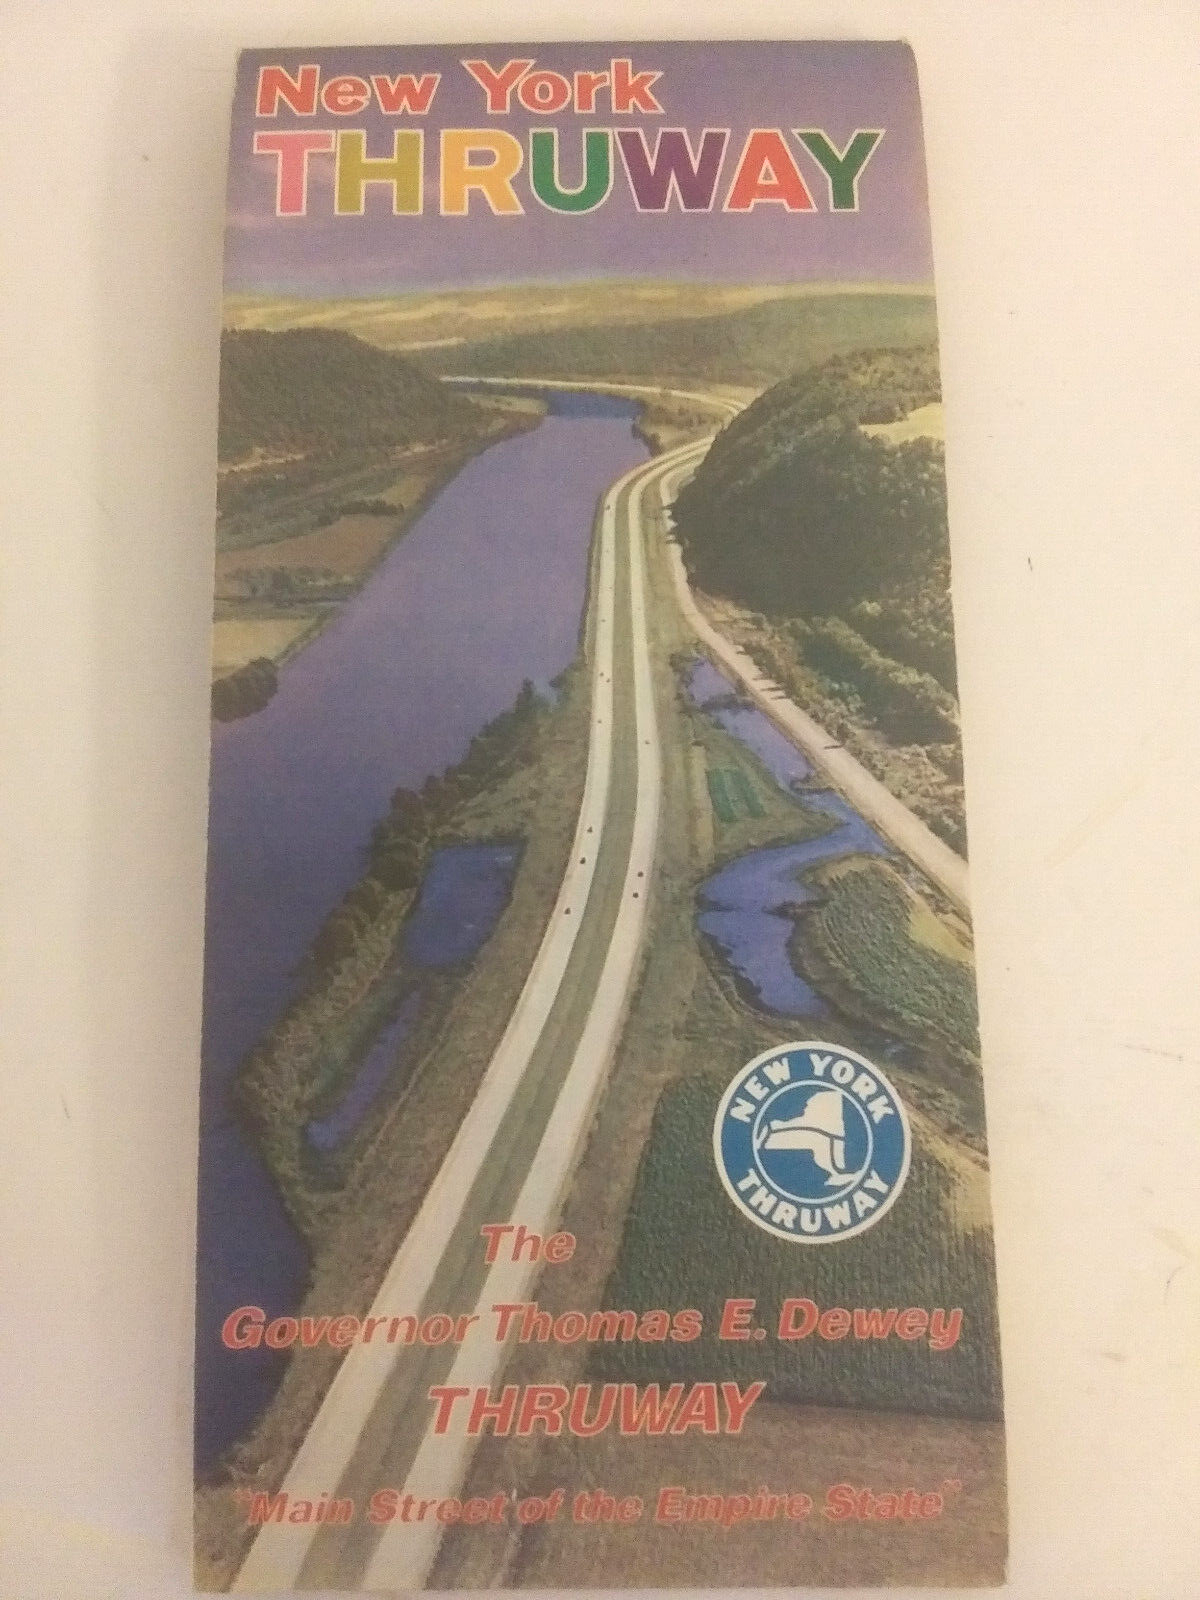 New York
THRUWAY
NEW YORK
THRUWAY
The
Governor Thomas E. Dewey
THRUWAY
"Main Street of the Empire State"